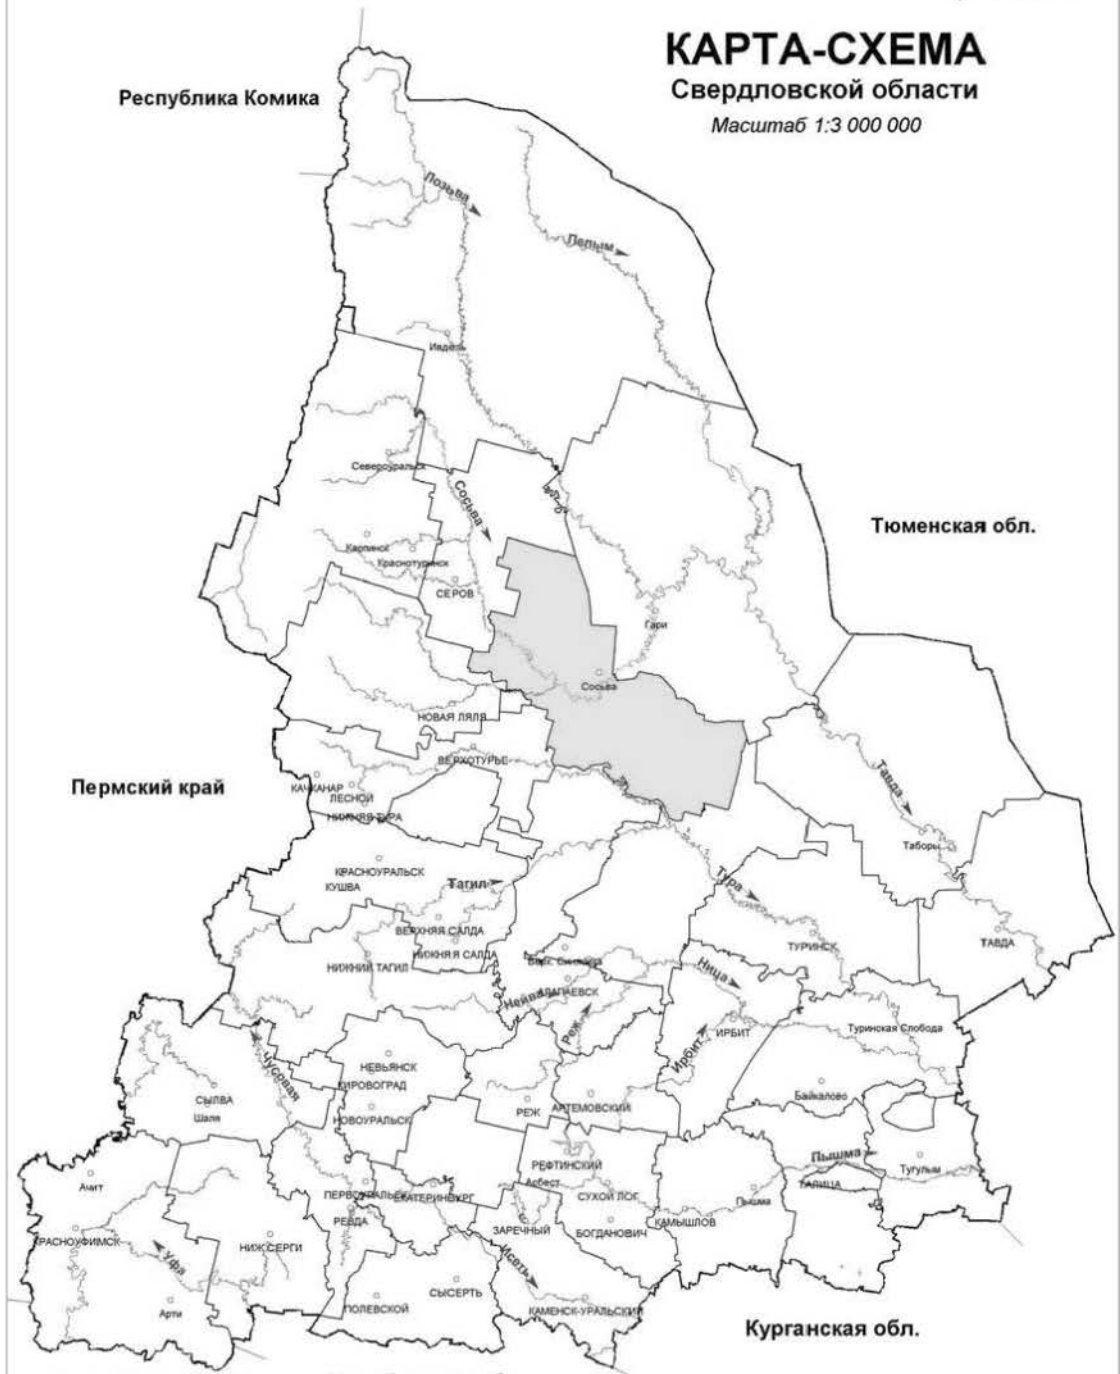 КАРТА-СХЕМА
Свердловской области
Масштаб 1:3 000 000
Республика Комика
Лозьва
Пелым
Ивдель
Североуральск
Сосьва
Тюменская обл.
Карпинск
Краснотурьинск
СЕРОВ
Гари
Сосьва
НОВАЯ ЛЯЛЯ
ВЕРХОТУРЬЕ
Пермский край
КАЧКАНАР
ЛЕСНОЙ
НИЖНЯЯ ТУРА
Тавда
Таборы
КРАСНОУРАЛЬСК
КУШВА
Тагил
Тура
ВЕРХНЯЯ САЛДА
НИЖНЯЯ САЛДА
НИЖНИЙ ТАГИЛ
ТУРИНСК
ТАВДА
Ница
АЛАПАЕВСК
Нейва
Реж
Ирбит
ИРБИТ
Туринская Слобода
Чусовая
НЕВЬЯНСК
КИРОВОГРАД
СЫЛВА
Шаля
НОВОУРАЛЬСК
РЕЖ
АРТЕМОВСКИЙ
Байкалово
Ачит
РЕФТИНСКИЙ
Асбест
СУХОЙ ЛОГ
Пышма
Тугулым
ТАЛИЦА
Пышма
ПЕРВОУРАЛЬСК
ЕКАТЕРИНБУРГ
РЕВДА
ЗАРЕЧНЫЙ
БОГДАНОВИЧ
КАМЫШЛОВ
КРАСНОУФИМСК
НИЖ.СЕРГИ
Уфа
Исеть
СЫСЕРТЬ
Арти
ПОЛЕВСКОЙ
КАМЕНСК-УРАЛЬСКИЙ
Курганская обл.